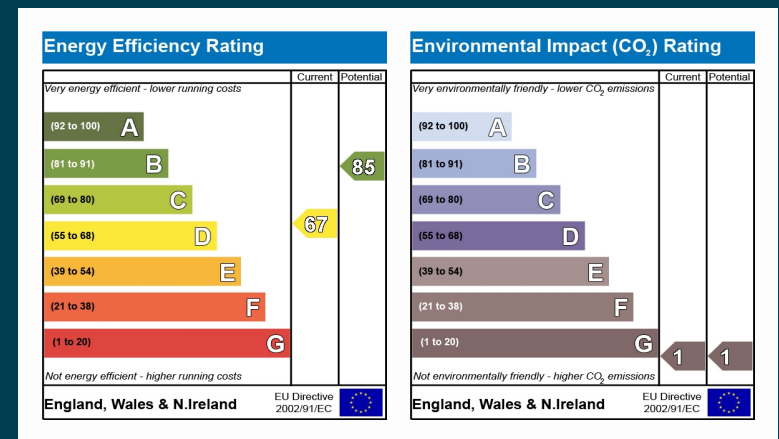 Energy Efficiency Rating
Current Potential
Very energy efficient - lower running costs
(92 to 100) A
(81 to 91) B
85
(69 to 80) C
(55 to 68) D
67
(39 to 54) E
(21 to 38) F
(1 to 20) G
Not energy efficient - higher running costs
England, Wales & N.Ireland
EU Directive
2002/91/EC
Environmental Impact (CO₂) Rating
Current Potential
Very environmentally friendly - lower CO₂ emissions
(92 to 100) A
(81 to 91) B
(69 to 80) C
(55 to 68) D
(39 to 54) E
(21 to 38) F
(1 to 20) G
1 1
Not environmentally friendly - higher CO₂ emissions
England, Wales & N.Ireland
EU Directive
2002/91/EC